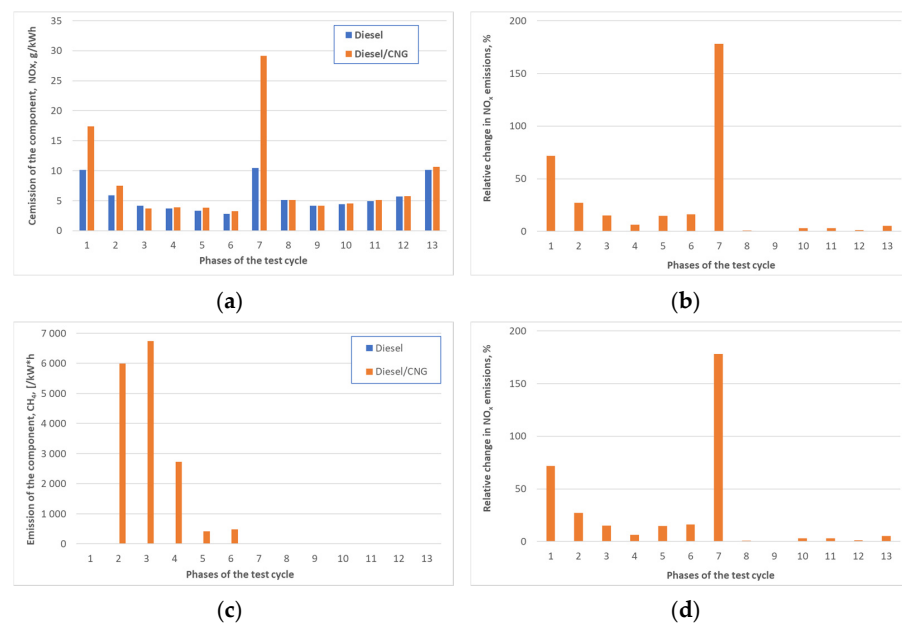 35
30
25
20
15
10
5
0
Cemission of the component, NOx, g/kWh
Diesel
Diesel/CNG
1 2 3 4 5 6 7 8 9 10 11 12 13
Phases of the test cycle
(a)
200
150
100
50
0
Relative change in NOx emissions, %
1 2 3 4 5 6 7 8 9 10 11 12 13
Phases of the test cycle
(b)
7 000
6 000
5 000
4 000
3 000
2 000
1 000
0
Emission of the component, CH4, [/kW*h
Diesel
Diesel/CNG
1 2 3 4 5 6 7 8 9 10 11 12 13
Phases of the test cycle
(c)
200
150
100
50
0
Relative change in NOx emissions, %
1 2 3 4 5 6 7 8 9 10 11 12 13
Phases of the test cycle
(d)